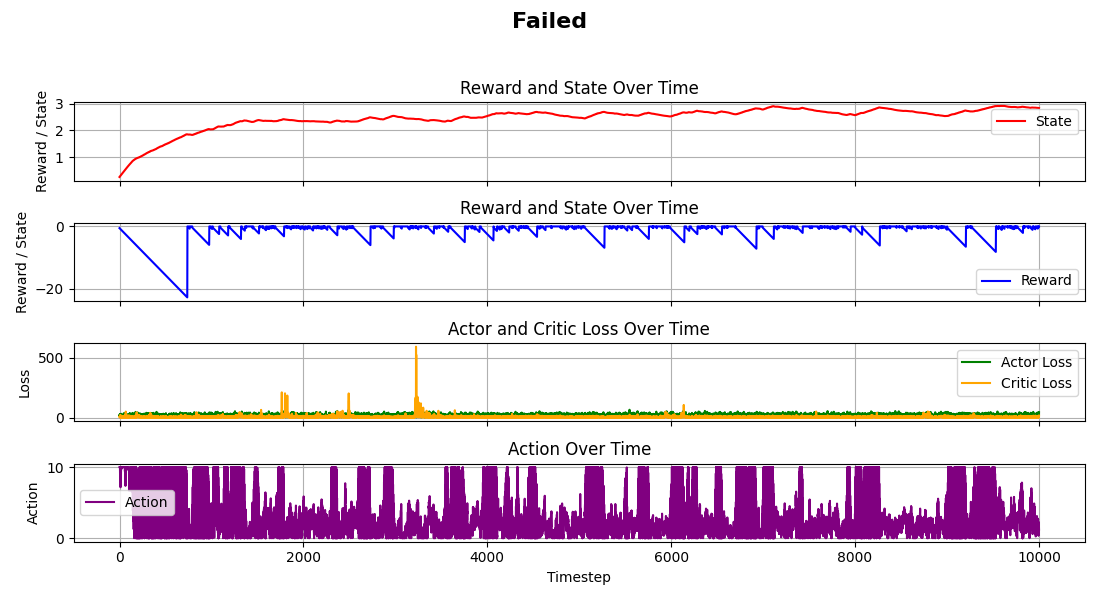 Failed
Reward and State Over Time
Reward / State
3
2
1
State
Reward and State Over Time
Reward / State
0
−20
Reward
Actor and Critic Loss Over Time
Loss
500
0
Actor Loss
Critic Loss
Action Over Time
Action
10
0
Action
0 2000 4000 6000 8000 10000
Timestep